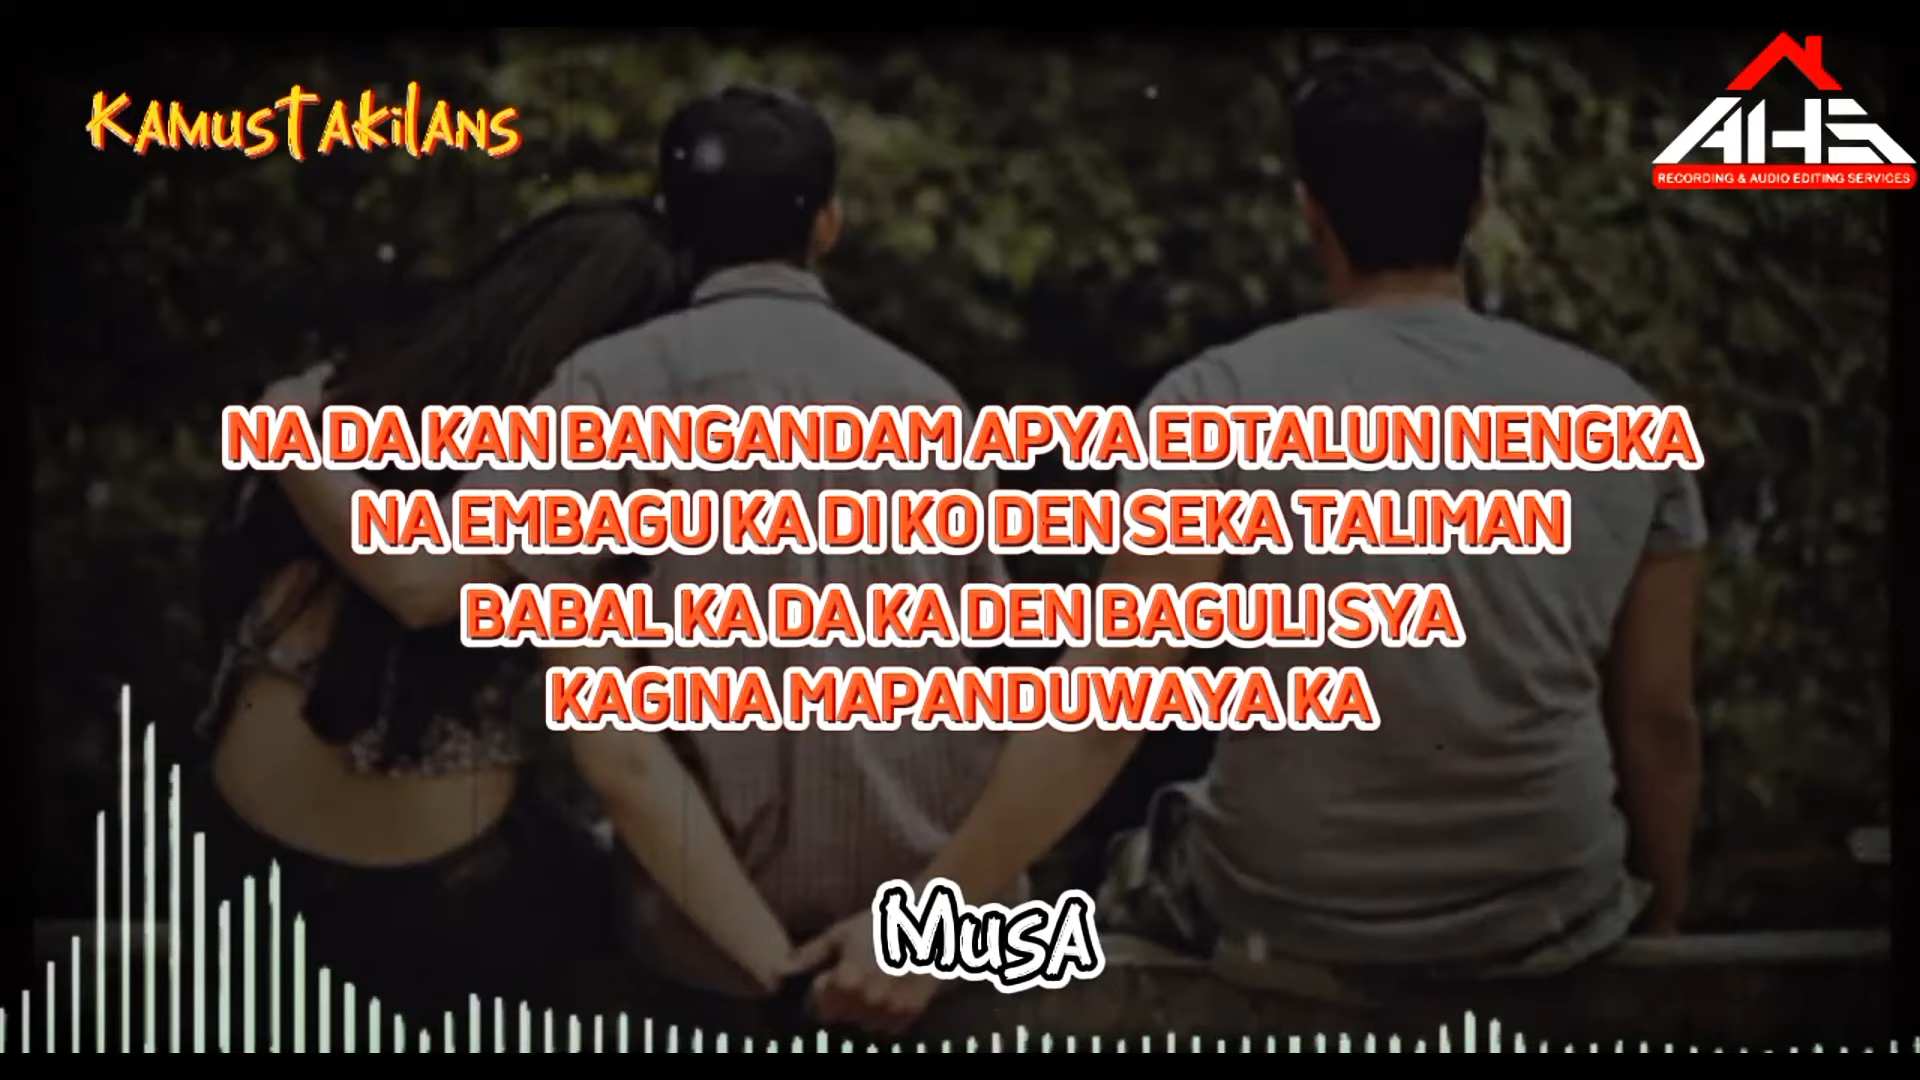 KAMUSTAKILANS
AHS
RECORDING & AUDIO EDITING SERVICES
NA DA KAN BANGANDAM APYA EDTALUN NENGKA
NA EMBAGU KA DI KO DEN SEKA TALIMAN
BABAL KA DA KA DEN BAGULI SYA
KAGINA MAPANDUWAYA KA
MUSA